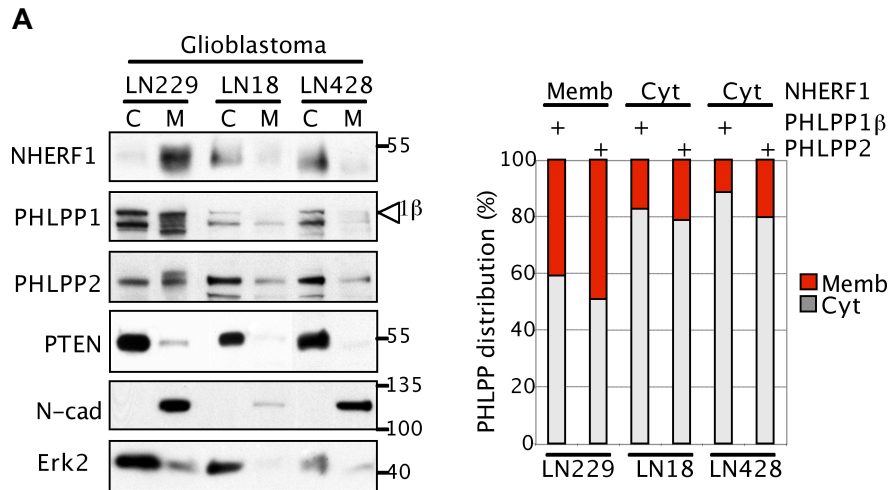 A
Glioblastoma
LN229 LN18 LN428
C M C M C M
NHERF1
55
PHLPP1
1β
PHLPP2
PTEN
55
N-cad
135
100
Erk2
40
Memb Cyt Cyt NHERF1
+ + + PHLPP1β
+ + + PHLPP2
PHLPP distribution (%)
100
80
60
40
20
0
LN229 LN18 LN428
Memb
Cyt